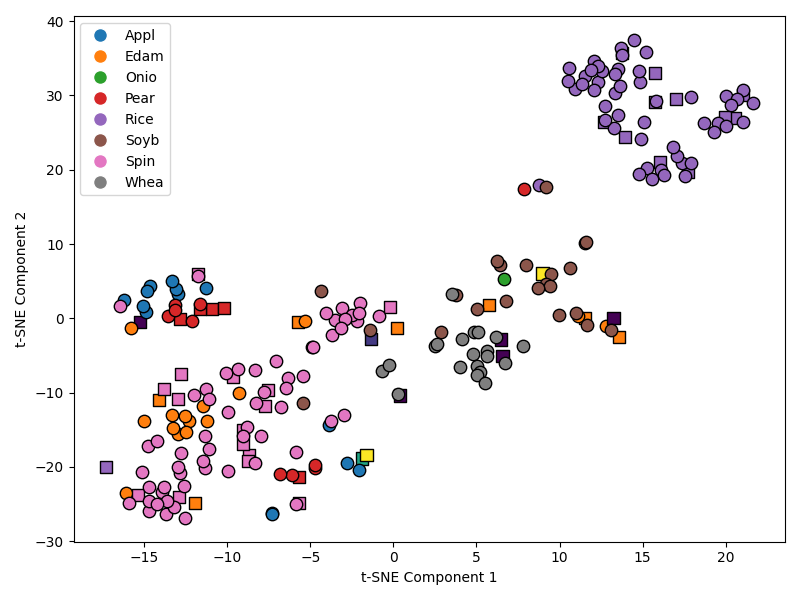 40
30
20
10
0
−10
−20
−30
−15
−10
−5
0
5
10
15
20
t-SNE Component 1
t-SNE Component 2
Appl
Edam
Onio
Pear
Rice
Soyb
Spin
Whea